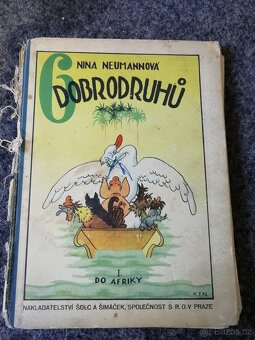 NINA NEUMANNOVÁ
6 DOBRODRUHŮ
I.
DO AFRIKY
K.T.N.
NAKLADATELSTVÍ ŠOLC A ŠIMÁČEK, SPOLEČNOST S R. O. V PRAZE